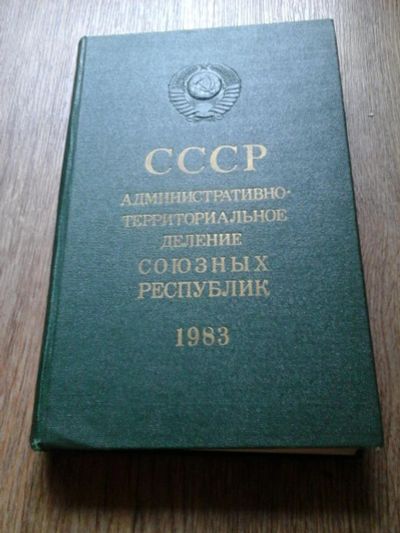 СССР
АДМИНИСТРАТИВНО-
ТЕРРИТОРИАЛЬНОЕ
ДЕЛЕНИЕ
СОЮЗНЫХ
РЕСПУБЛИК
1983